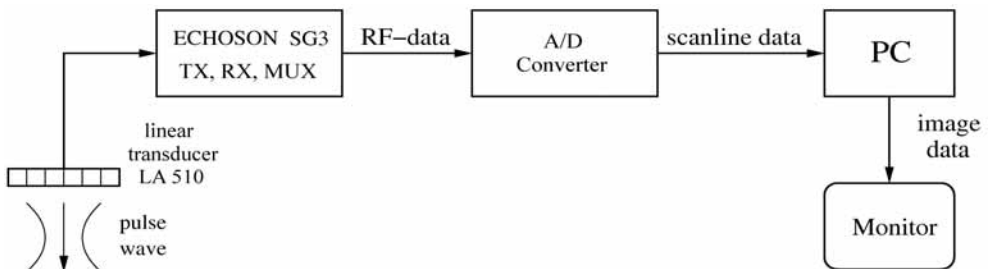 ECHOSON SG3
TX, RX, MUX
RF-data
A/D
Converter
scanline data
PC
image
data
Monitor
linear
transducer
LA 510
pulse
wave